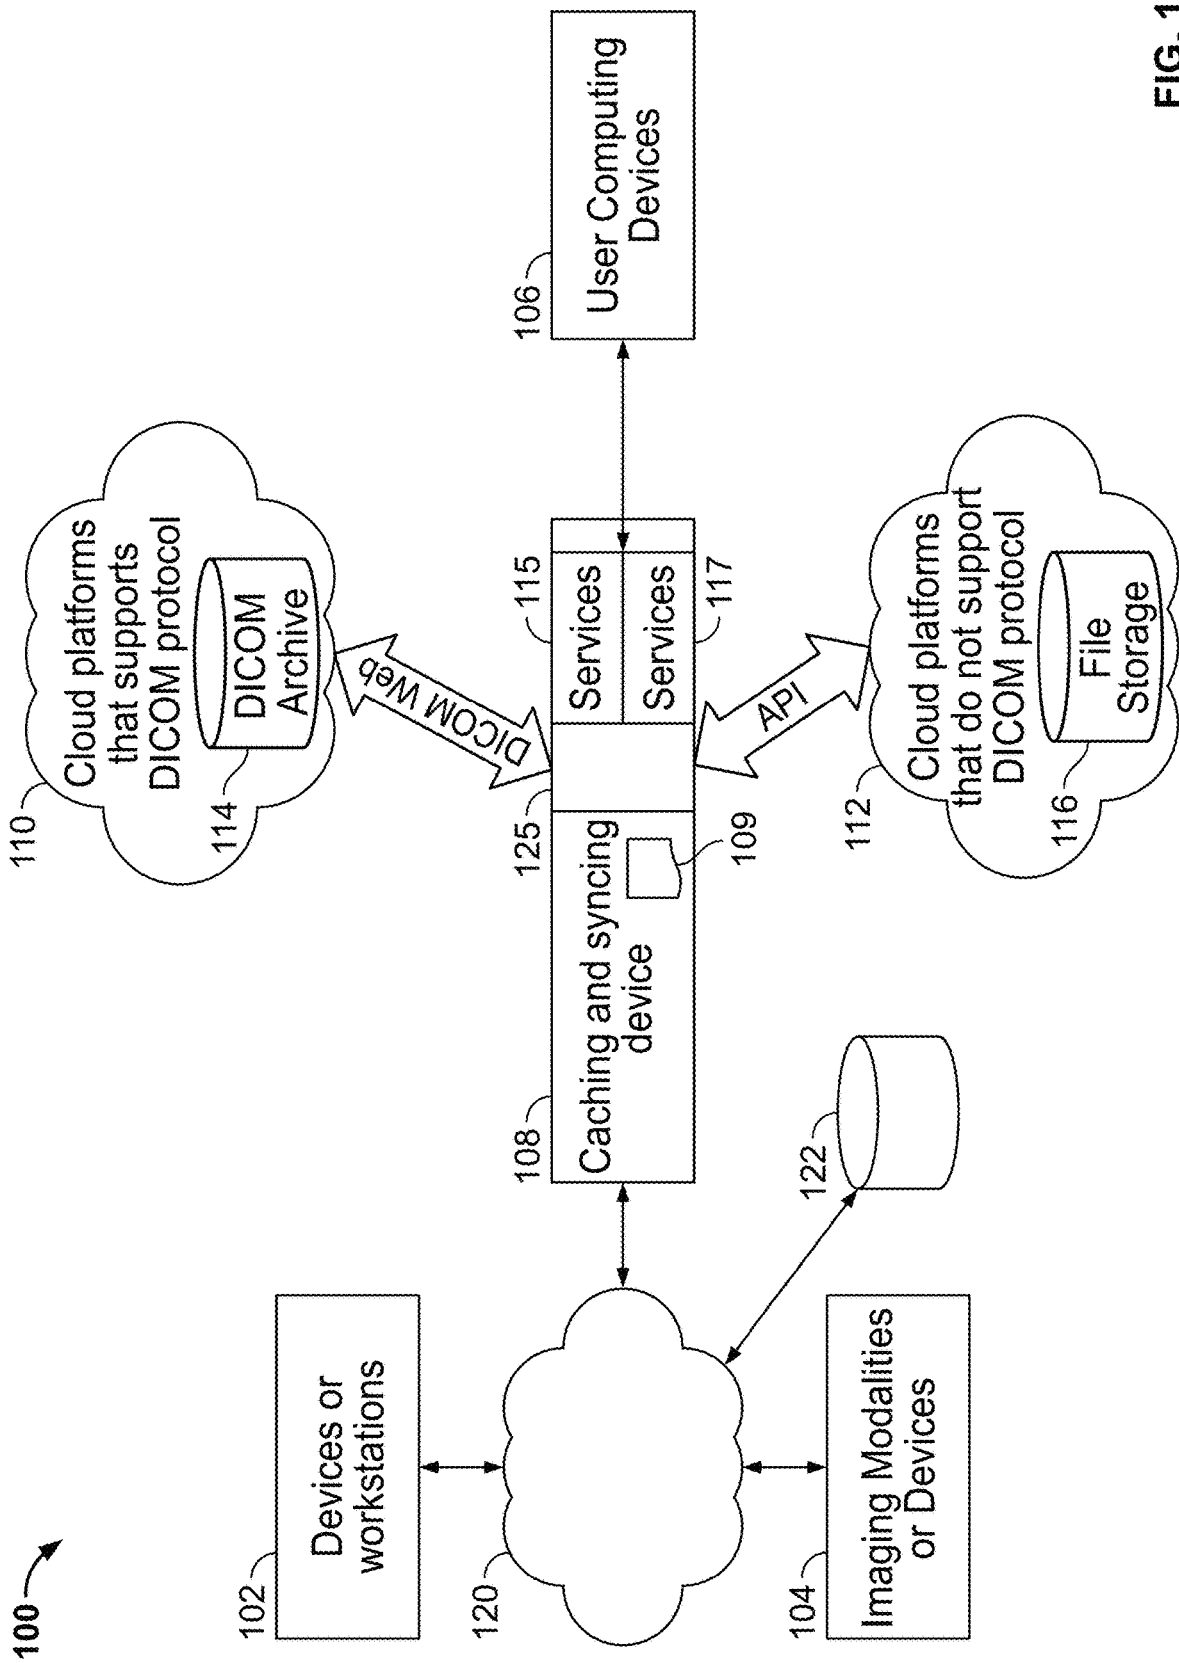 100
102
Devices or
workstations
120
104
Imaging Modalities
or Devices
122
108
Caching and syncing
device
109
125
115
Services
Services
117
DICOM Web
API
110
Cloud platforms
that supports
DICOM protocol
114
DICOM
Archive
112
Cloud platforms
that do not support
DICOM protocol
116
File
Storage
106
User Computing
Devices
FIG. 1